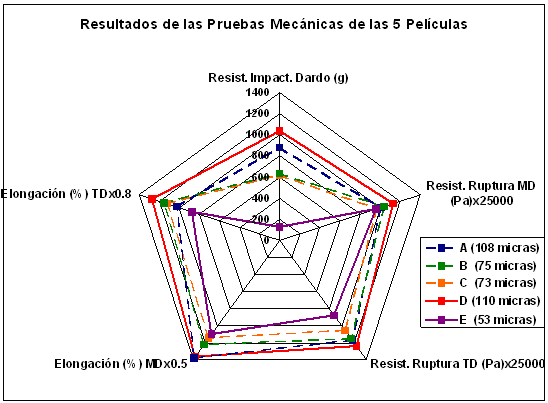 Resultados de las Pruebas Mecánicas de las 5 Películas
Resist. Impact. Dardo (g)
1400
1200
1000
800
600
400
200
0
Resist. Ruptura MD
(Pa)x25000
Elongación (%) TDx0.8
A (108 micras)
B (75 micras)
C (73 micras)
D (110 micras)
E (53 micras)
Elongación (%) MDx0.5
Resist. Ruptura TD (Pa)x25000